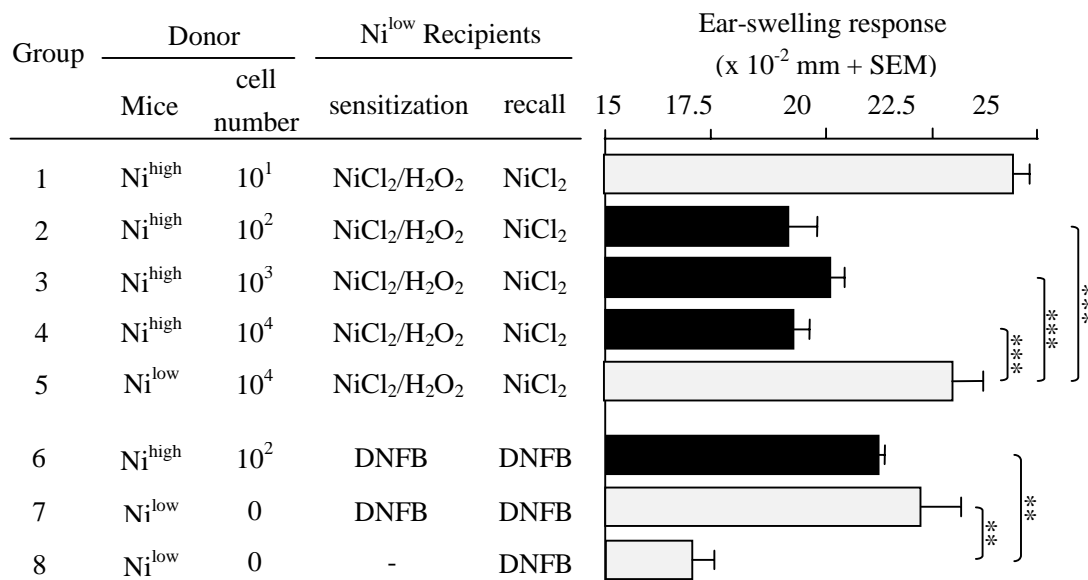 Group Donor Ni^low Recipients Ear-swelling response
(x 10^-2 mm + SEM)
Mice cell number sensitization recall 15 17.5 20 22.5 25
1 Ni^high 10^1 NiCl2/H2O2 NiCl2
2 Ni^high 10^2 NiCl2/H2O2 NiCl2
3 Ni^high 10^3 NiCl2/H2O2 NiCl2
4 Ni^high 10^4 NiCl2/H2O2 NiCl2
5 Ni^low 10^4 NiCl2/H2O2 NiCl2
*** *** ***
6 Ni^high 10^2 DNFB DNFB
7 Ni^low 0 DNFB DNFB
8 Ni^low 0 - DNFB
** **